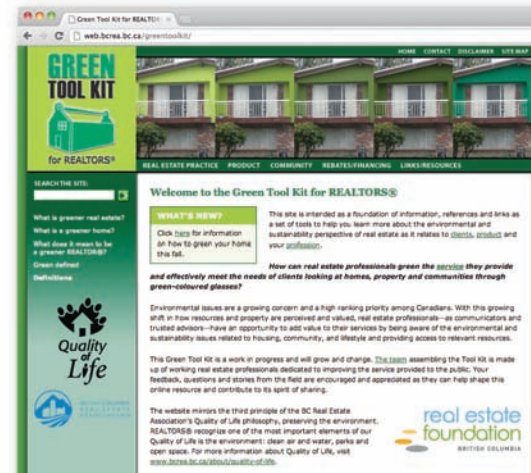 Green Tool Kit for REALTOR
web.bcrea.bc.ca/greentoolkit/
HOME CONTACT DISCLAIMER SITE MAP
GREEN
TOOL KIT
for REALTORS®
REAL ESTATE PRACTICE PRODUCT COMMUNITY REBATES/FINANCING LINKS/RESOURCES
SEARCH THE SITE:
What is greener real estate?
What is a greener home?
What does it mean to be
a greener REALTOR®?
Green defined
Definitions
Quality
of
Life
BRITISH COLUMBIA
REAL ESTATE
ASSOCIATION
Welcome to the Green Tool Kit for REALTORS®
WHAT'S NEW?
Click here for information
on how to green your home
this fall.
This site is intended as a foundation of information, references and links as
a set of tools to help you learn more about the environmental and
sustainability perspective of real estate as it relates to clients, product and
your profession.
How can real estate professionals green the service they provide
and effectively meet the needs of clients looking at homes, property and communities through
green-coloured glasses?
Environmental issues are a growing concern and a high ranking priority among Canadians. With this growing
shift in how resources and property are perceived and valued, real estate professionals--as communicators and
trusted advisors--have an opportunity to add value to their services by being aware of the environmental and
sustainability issues related to housing, community, and lifestyle and providing access to relevant resources.
This Green Tool Kit is a work in progress and will grow and change. The team assembling the Tool Kit is made
up of working real estate professionals dedicated to improving the service provided to the public. Your
feedback, questions and stories from the field are encouraged and appreciated as they can help shape this
online resource and contribute to its spirit of sharing.
The website mirrors the third principle of the BC Real Estate
Association's Quality of Life philosophy, preserving the environment.
REALTORS® recognize one of the most important elements of our
Quality of Life is the environment: clean air and water, parks and
open space. For more information about Quality of Life, visit
www.bcrea.bc.ca/about/quality-of-life.
real estate
foundation
BRITISH COLUMBIA